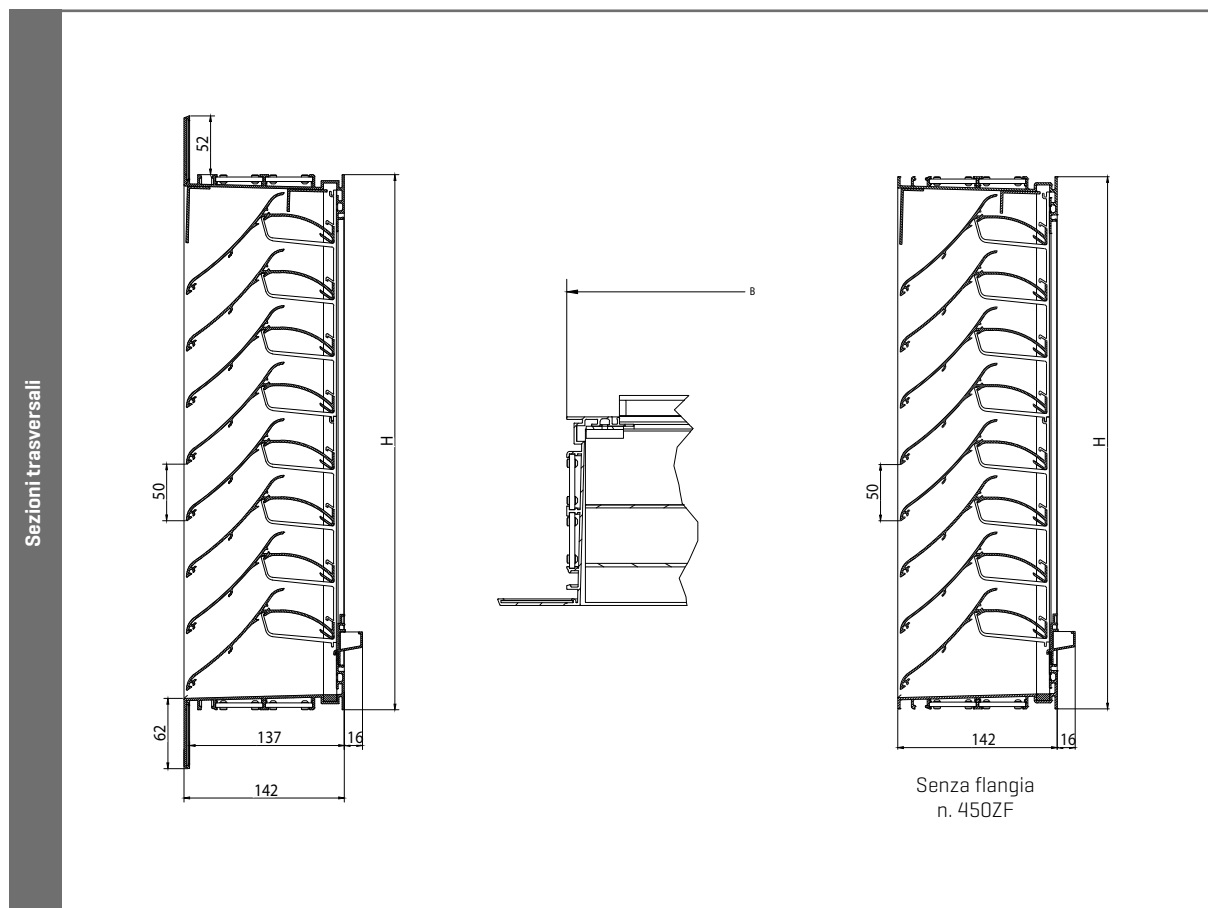 Sezioni trasversali
52
H
50
62
137
16
142
B
H
50
142
16
Senza flangia
n. 450ZF